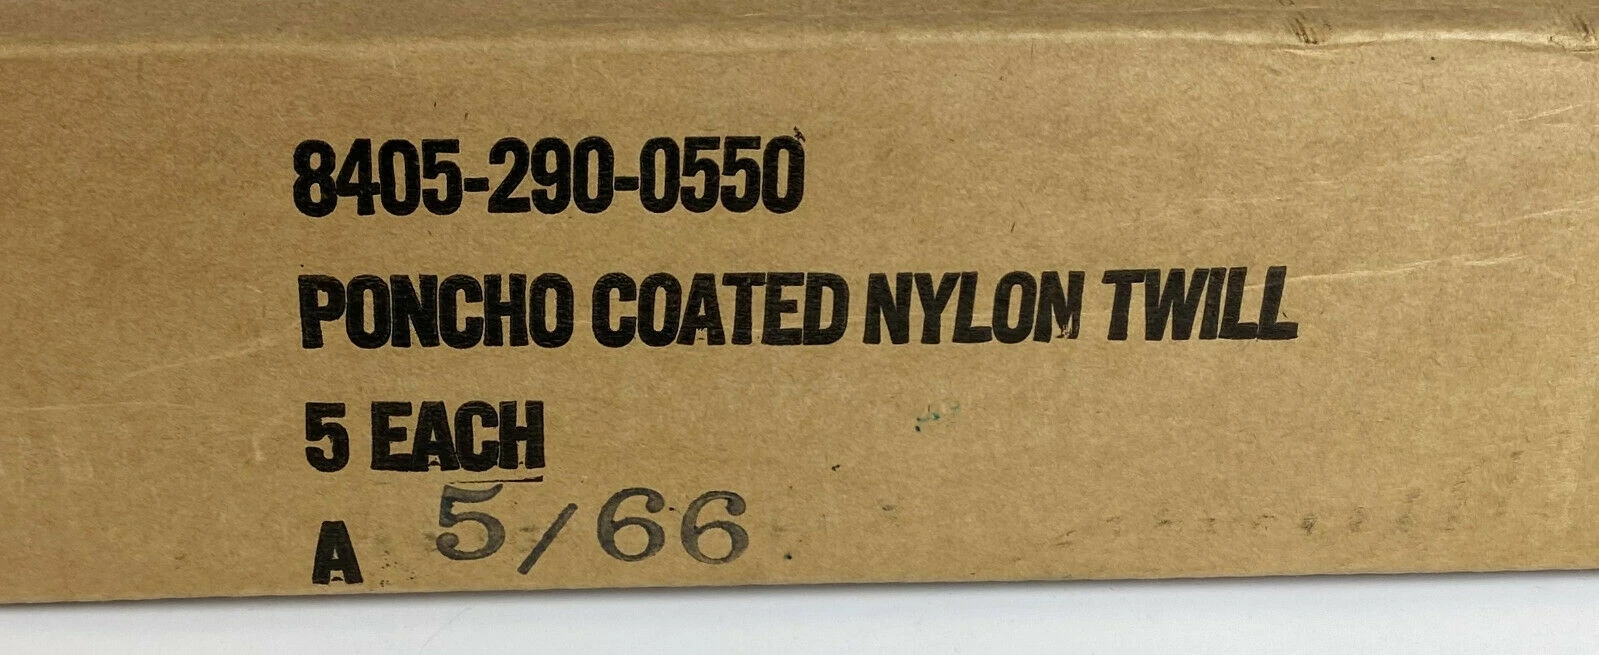 8405-290-0550
PONCHO COATED NYLON TWILL
5 EACH
A 5/66